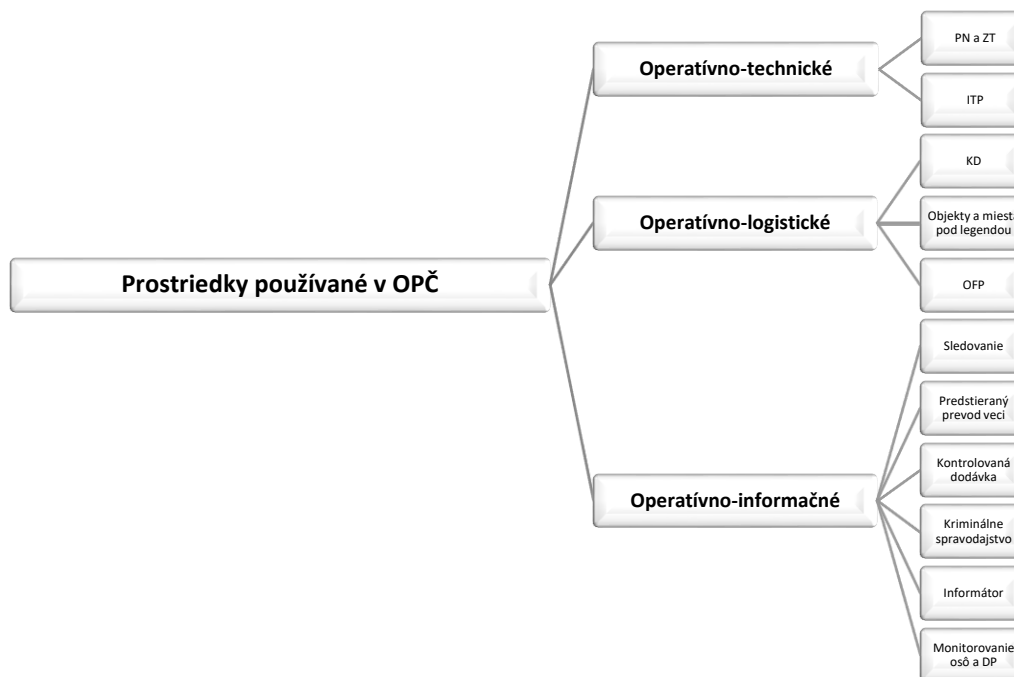 Prostriedky používané v OPČ
Operatívno-technické
PN a ZT
ITP
Operatívno-logistické
KD
Objekty a miesta
pod legendou
OFP
Operatívno-informačné
Sledovanie
Predstieraný
prevod veci
Kontrolovaná
dodávka
Kriminálne
spravodajstvo
Informátor
Monitorovanie
osô a DP